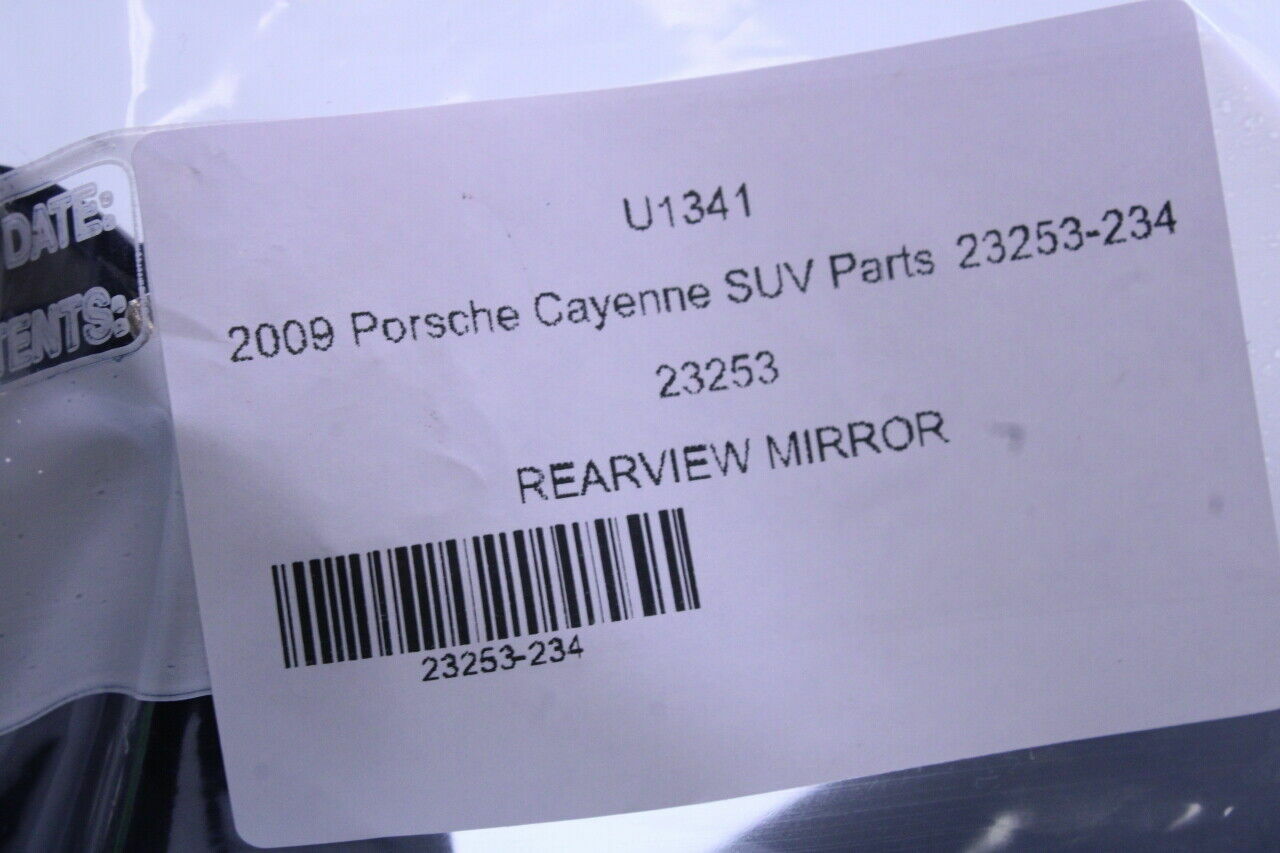 DATE:
TENTS:
U1341
2009 Porsche Cayenne SUV Parts 23253-234
23253
REARVIEW MIRROR
23253-234